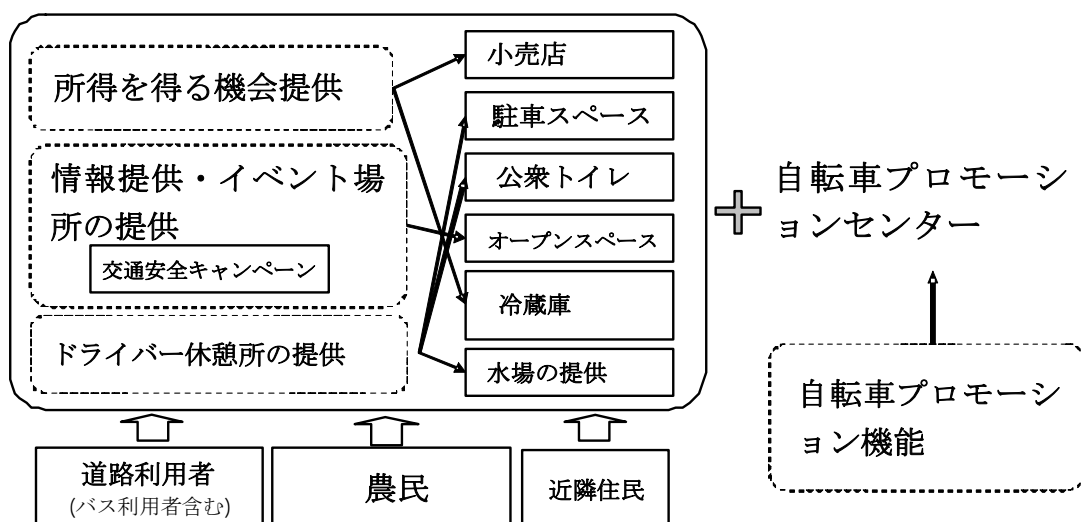 所得を得る機会提供
情報提供・イベント場
所の提供
交通安全キャンペーン
ドライバー休憩所の提供
小売店
駐車スペース
公衆トイレ
オープンスペース
冷蔵庫
水場の提供
自転車プロモーシ
ョンセンター
自転車プロモーシ
ョン機能
道路利用者
(バス利用者含む)
農民
近隣住民